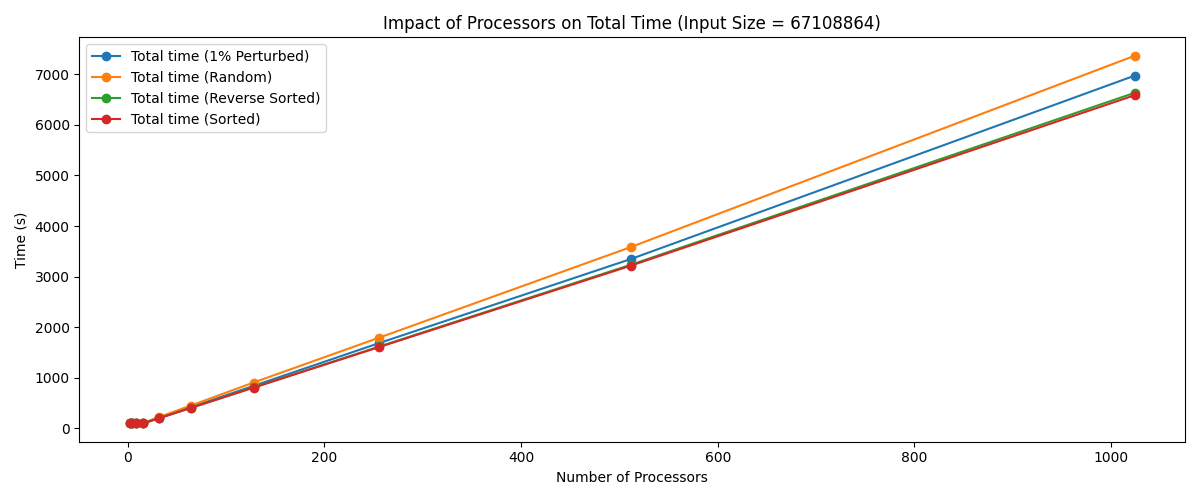 Impact of Processors on Total Time (Input Size = 67108864)
Total time (1% Perturbed)
Total time (Random)
Total time (Reverse Sorted)
Total time (Sorted)
Time (s)
7000
6000
5000
4000
3000
2000
1000
0
0 200 400 600 800 1000
Number of Processors